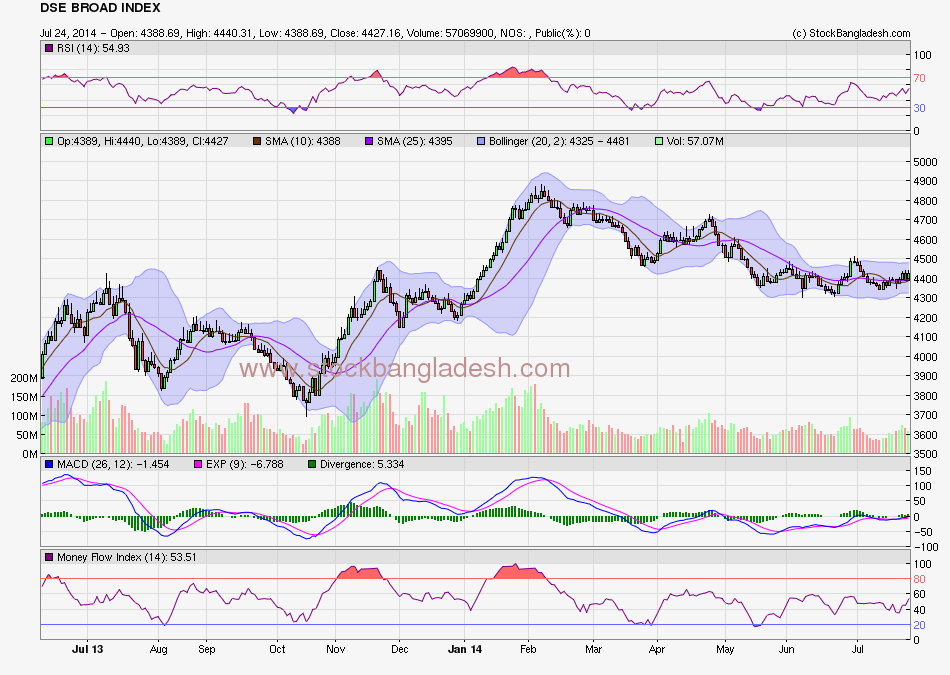 DSE BROAD INDEX
Jul 24, 2014 – Open: 4388.69, High: 4440.31, Low: 4388.69, Close: 4427.16, Volume: 57069900, NOS: , Public(%): 0 (c) StockBangladesh.com
RSI (14): 54.93
100
70
30
0
Op:4389, Hi:4440, Lo:4389, Cl:4427 SMA (10): 4388 SMA (25): 4395 Bollinger (20, 2): 4325 – 4481 Vol: 57.07M
5000
4900
4800
4700
4600
4500
4400
4300
4200
4100
4000
3900
3800
3700
3600
3500
200M
150M
100M
50M
0M
www.stockbangladesh.com
MACD (26, 12): −1.454 EXP (9): −6.788 Divergence: 5.334
150
100
50
0
−50
−100
Money Flow Index (14): 53.51
100
80
60
40
20
0
Jul 13 Aug Sep Oct Nov Dec Jan 14 Feb Mar Apr May Jun Jul